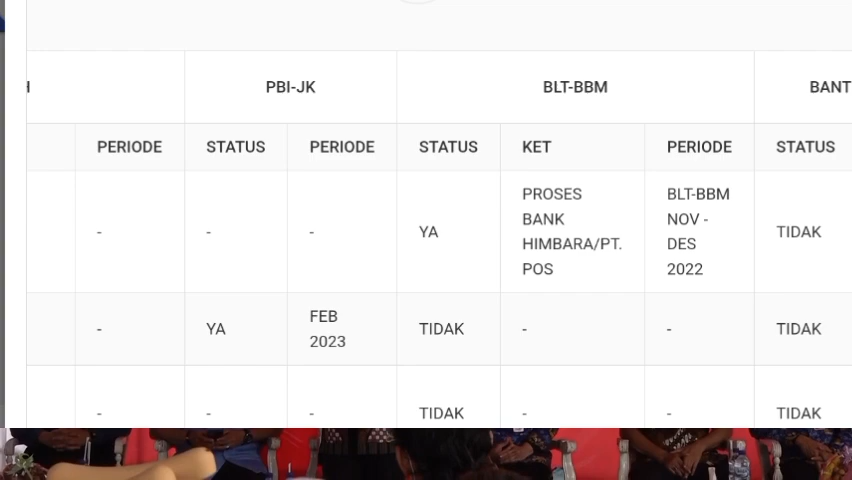 H PBI-JK BLT-BBM BANT
PERIODE STATUS PERIODE STATUS KET PERIODE STATUS
- - - YA PROSES BANK HIMBARA/PT. POS BLT-BBM NOV - DES 2022 TIDAK
- YA FEB 2023 TIDAK - - TIDAK
- - - TIDAK - - TIDAK